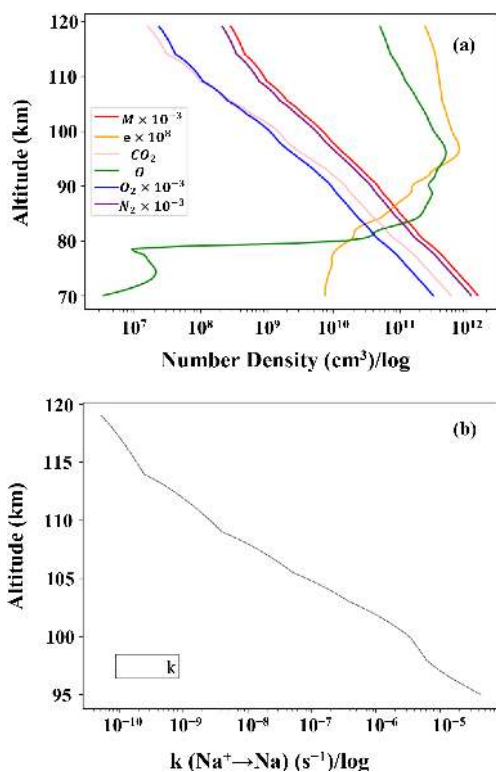 120
(a)
110
M × 10⁻³
e × 10⁸
CO₂
O
O₂ × 10⁻³
N₂ × 10⁻³
100
90
80
70
Altitude (km)
10⁷ 10⁸ 10⁹ 10¹⁰ 10¹¹ 10¹²
Number Density (cm³)/log
120
(b)
115
110
105
100
95
Altitude (km)
k
10⁻¹⁰ 10⁻⁹ 10⁻⁸ 10⁻⁷ 10⁻⁶ 10⁻⁵
k (Na⁺→Na) (s⁻¹)/log